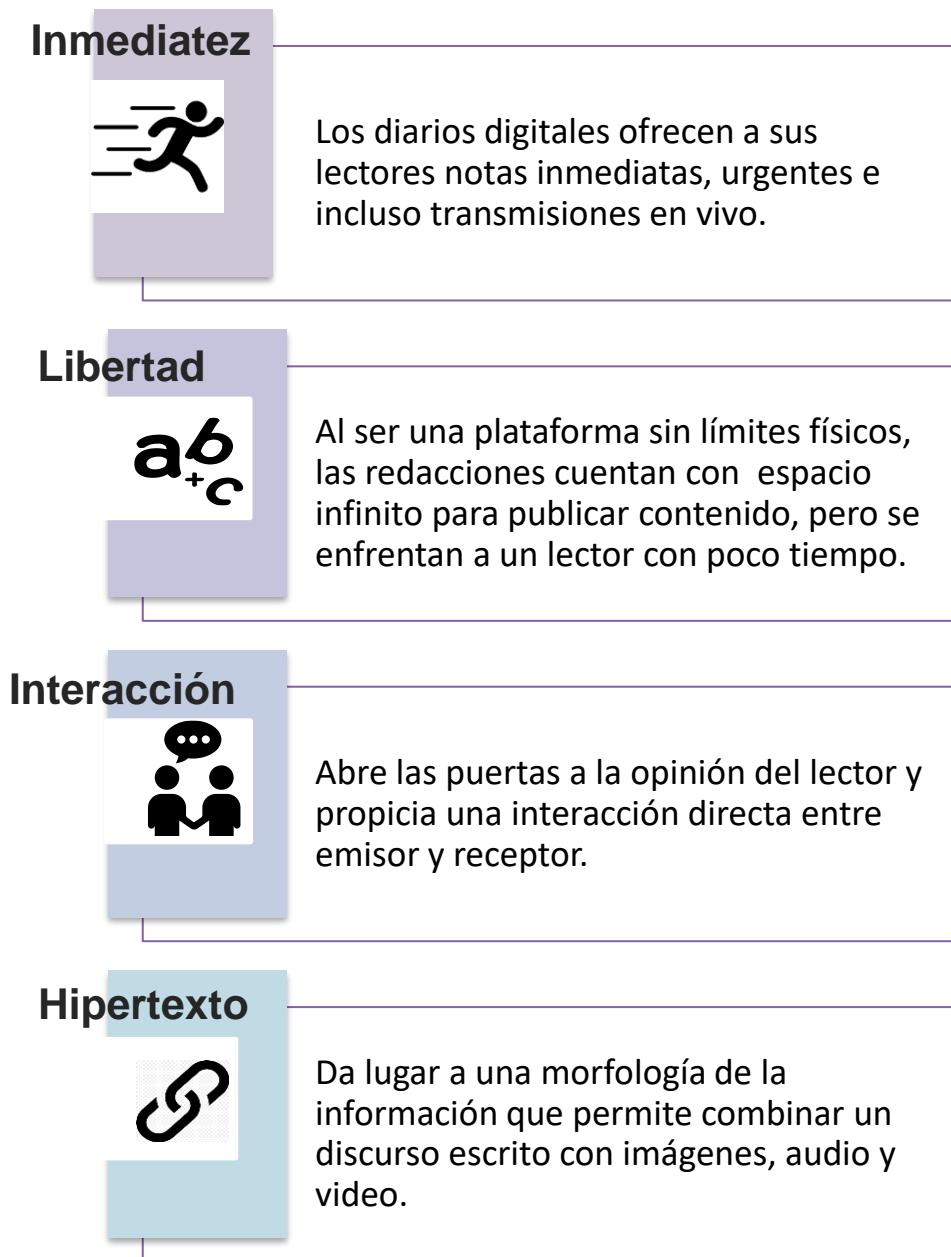 Inmediatez
Los diarios digitales ofrecen a sus
lectores notas inmediatas, urgentes e
incluso transmisiones en vivo.
Libertad
ab+c
Al ser una plataforma sin límites físicos,
las redacciones cuentan con  espacio
infinito para publicar contenido, pero se
enfrentan a un lector con poco tiempo.
Interacción
Abre las puertas a la opinión del lector y
propicia una interacción directa entre
emisor y receptor.
Hipertexto
Da lugar a una morfología de la
información que permite combinar un
discurso escrito con imágenes, audio y
video.